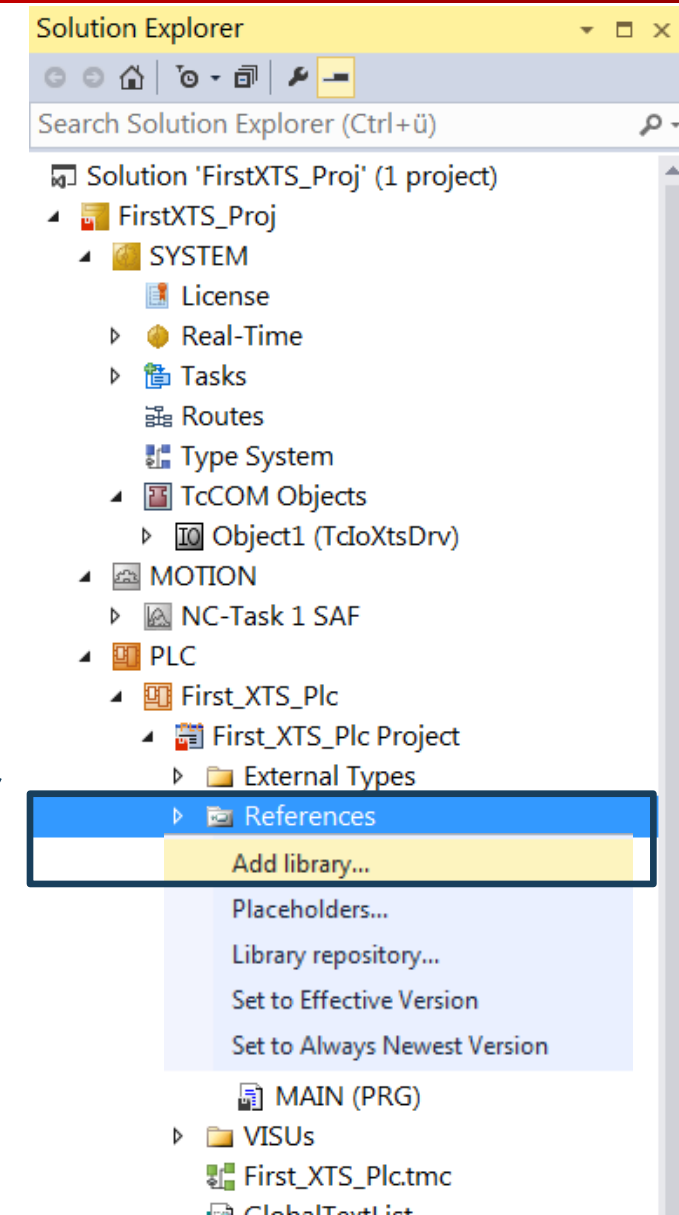 Solution Explorer
Search Solution Explorer (Ctrl+ü)
Solution 'FirstXTS_Proj' (1 project)
FirstXTS_Proj
SYSTEM
License
Real-Time
Tasks
Routes
Type System
TcCOM Objects
Object1 (TcIoXtsDrv)
MOTION
NC-Task 1 SAF
PLC
First_XTS_Plc
First_XTS_Plc Project
External Types
References
Add library...
Placeholders...
Library repository...
Set to Effective Version
Set to Always Newest Version
MAIN (PRG)
VISUs
First_XTS_Plc.tmc
GlobalTextList